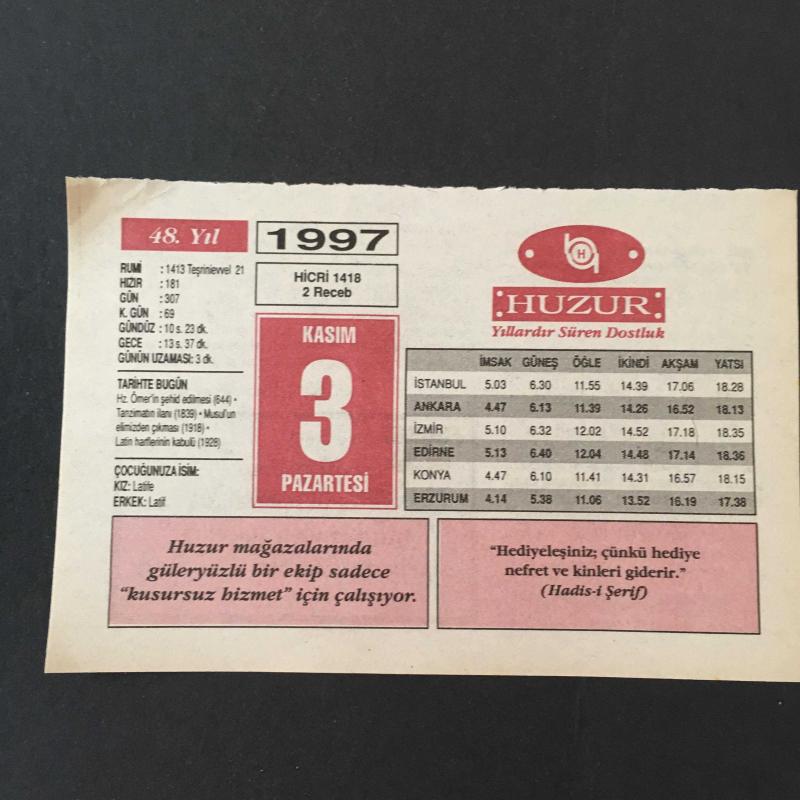 48. Yıl
1997
RUMİ : 1413 Teşrinievvel 21
HIZIR : 181
GÜN : 307
K. GÜN : 69
GÜNDÜZ : 10 s. 23 dk.
GECE : 13 s. 37 dk.
GÜNÜN UZAMASI: 3 dk.
HİCRİ 1418
2 Receb
TARİHTE BUGÜN
Hz. Ömer'in şehid edilmesi (644) •
Tanzimatın ilanı (1839) • Musul'un
elimizden çıkması (1918) •
Latin harflerinin kabulü (1928)
ÇOCUĞUNUZA İSİM:
KIZ: Latife
ERKEK: Latif
KASIM
3
PAZARTESİ
H
HUZUR
Yıllardır Süren Dostluk
İMSAK GÜNEŞ ÖĞLE İKİNDİ AKŞAM YATSI
İSTANBUL 5.03 6.30 11.55 14.39 17.06 18.28
ANKARA 4.47 6.13 11.39 14.26 16.52 18.13
İZMİR 5.10 6.32 12.02 14.52 17.18 18.35
EDİRNE 5.13 6.40 12.04 14.48 17.14 18.36
KONYA 4.47 6.10 11.41 14.31 16.57 18.15
ERZURUM 4.14 5.38 11.06 13.52 16.19 17.38
Huzur mağazalarında
güleryüzlü bir ekip sadece
"kusursuz hizmet" için çalışıyor.
"Hediyeleşiniz; çünkü hediye
nefret ve kinleri giderir."
(Hadis-i Şerif)